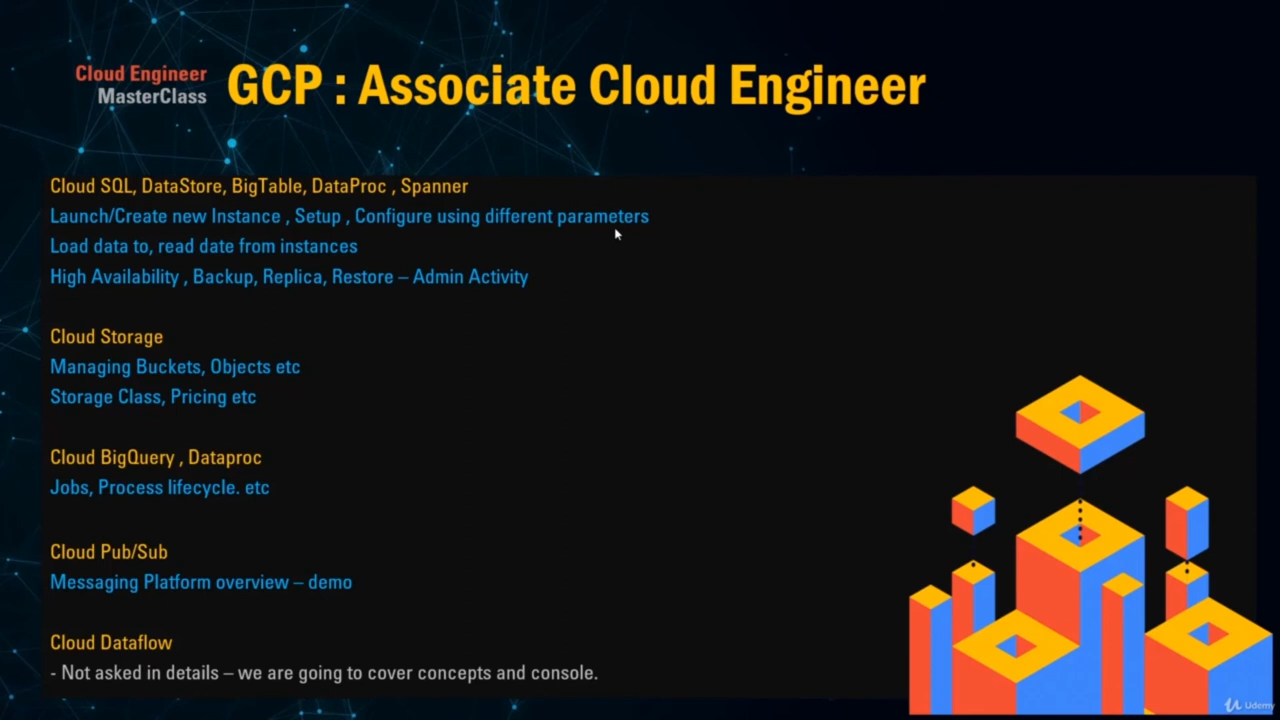 Cloud Engineer
MasterClass
GCP : Associate Cloud Engineer
Cloud SQL, DataStore, BigTable, DataProc , Spanner
Launch/Create new Instance , Setup , Configure using different parameters
Load data to, read date from instances
High Availability , Backup, Replica, Restore – Admin Activity
Cloud Storage
Managing Buckets, Objects etc
Storage Class, Pricing etc
Cloud BigQuery , Dataproc
Jobs, Process lifecycle. etc
Cloud Pub/Sub
Messaging Platform overview – demo
Cloud Dataflow
- Not asked in details – we are going to cover concepts and console.
Udemy